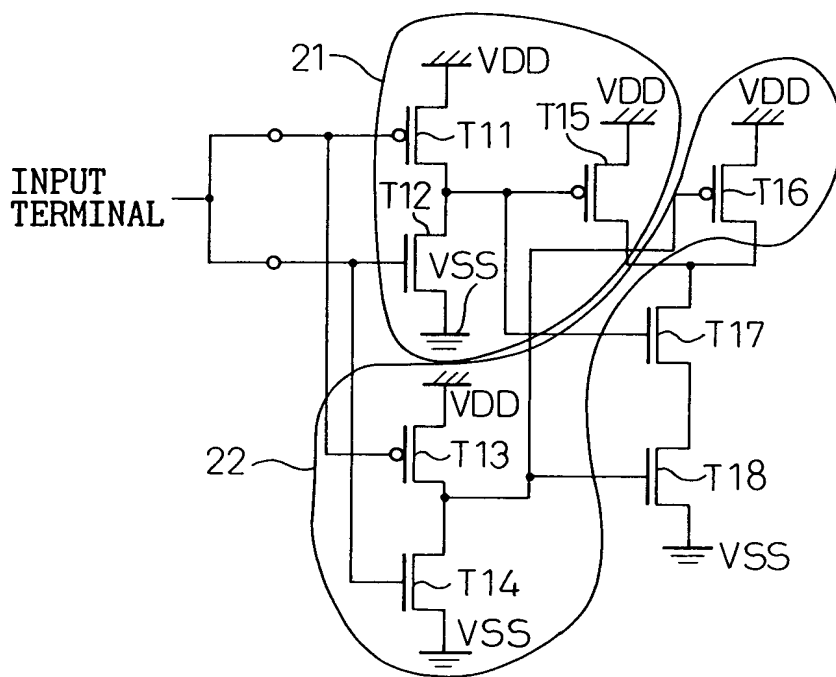 21
VDD
VDD
VDD
T15
T11
T16
INPUT
TERMINAL
T12
VSS
T17
VDD
22
T13
T18
T14
VSS
VSS